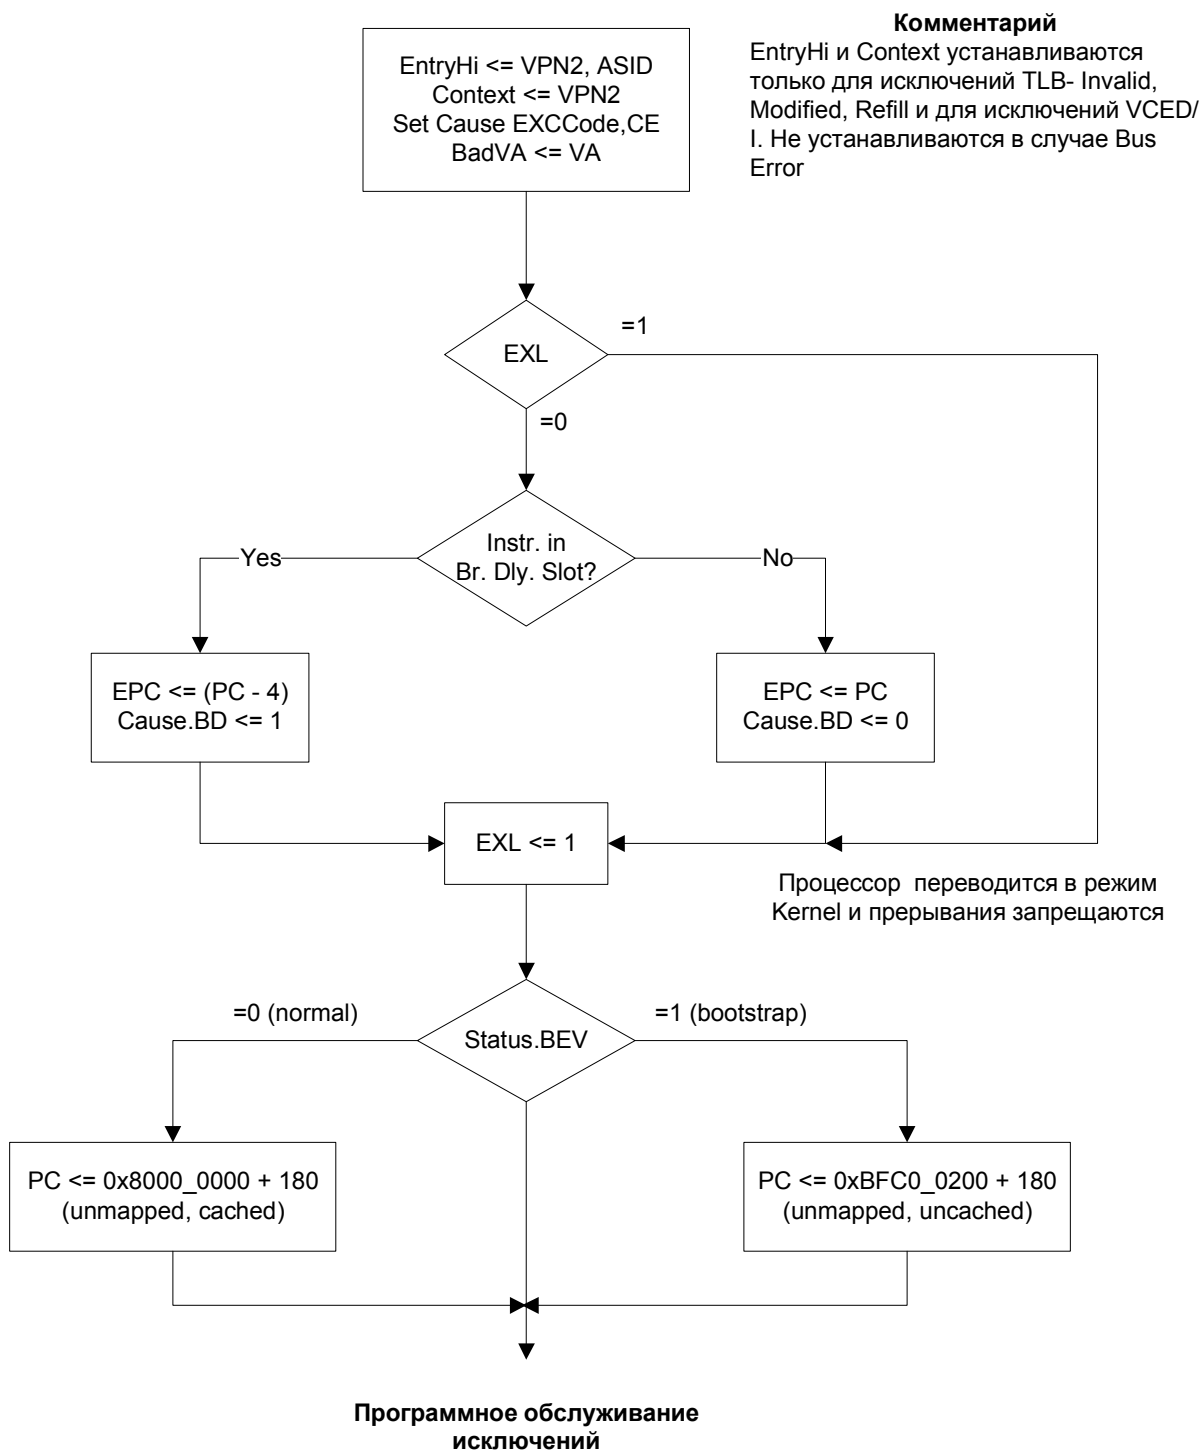 Комментарий
EntryHi и Context устанавливаются
только для исключений TLB- Invalid,
Modified, Refill и для исключений VCED/
I. Не устанавливаются в случае Bus
Error
EntryHi <= VPN2, ASID
Context <= VPN2
Set Cause EXCCode,CE
BadVA <= VA
=1
EXL
=0
Instr. in
Br. Dly. Slot?
Yes
No
EPC <= (PC - 4)
Cause.BD <= 1
EPC <= PC
Cause.BD <= 0
EXL <= 1
Процессор переводится в режим
Kernel и прерывания запрещаются
=0 (normal)
=1 (bootstrap)
Status.BEV
PC <= 0x8000_0000 + 180
(unmapped, cached)
PC <= 0xBFC0_0200 + 180
(unmapped, uncached)
Программное обслуживание
исключений